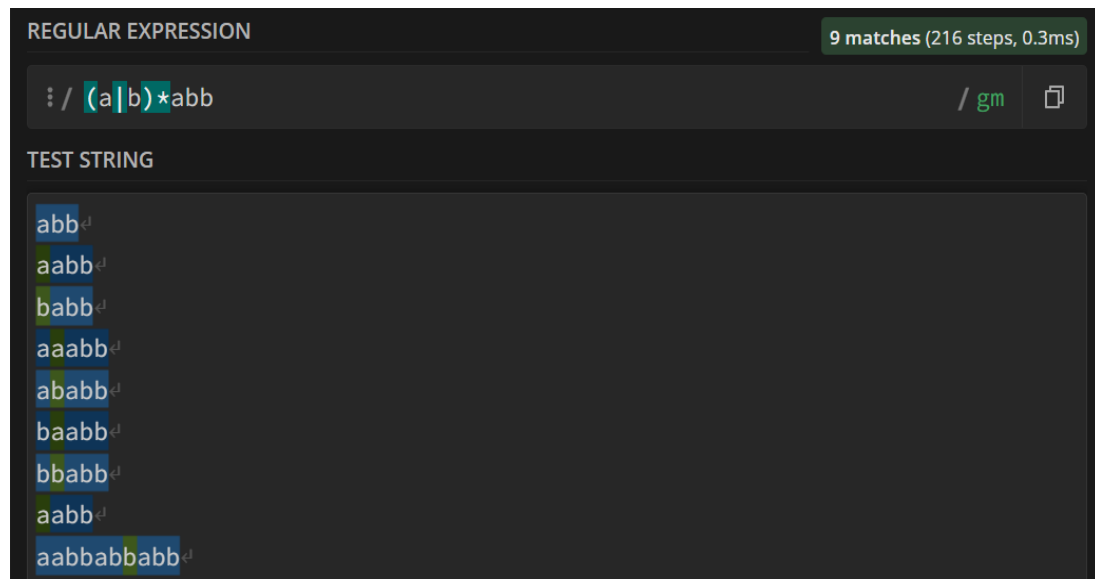 REGULAR EXPRESSION
9 matches (216 steps, 0.3ms)
/ (a|b)*abb / gm
TEST STRING
abb↵
aabb↵
babb↵
aaabb↵
ababb↵
baabb↵
bbabb↵
aabb↵
aabbabbabb↵